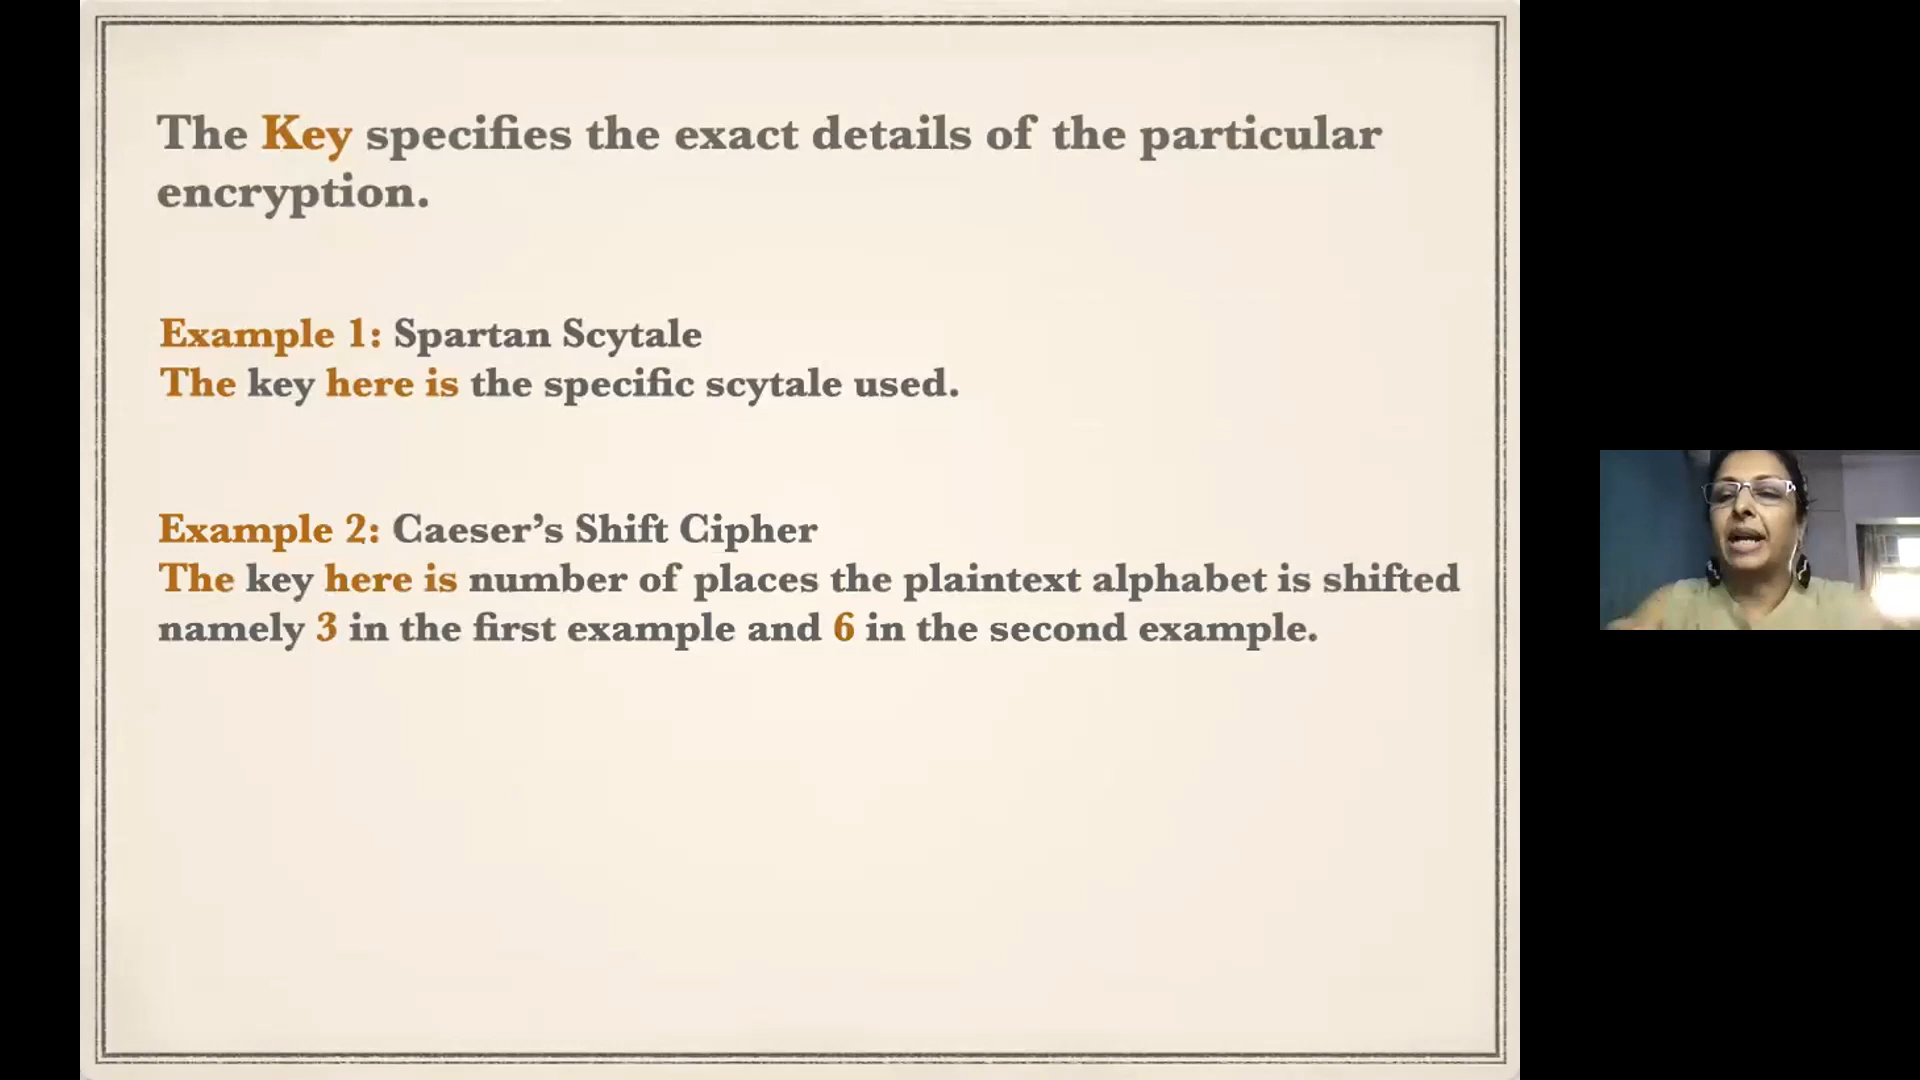 The Key specifies the exact details of the particular
encryption.
Example 1: Spartan Scytale
The key here is the specific scytale used.
Example 2: Caeser’s Shift Cipher
The key here is number of places the plaintext alphabet is shifted
namely 3 in the first example and 6 in the second example.